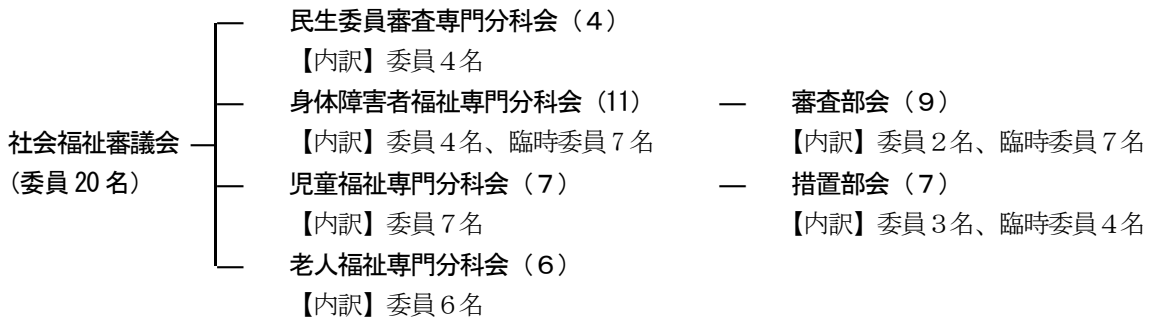 民生委員審査専門分科会（４）
【内訳】委員４名
身体障害者福祉専門分科会（11） ― 審査部会（９）
社会福祉審議会 【内訳】委員４名、臨時委員７名 【内訳】委員２名、臨時委員７名
（委員 20 名） 児童福祉専門分科会（７） ― 措置部会（７）
【内訳】委員７名 【内訳】委員３名、臨時委員４名
老人福祉専門分科会（６）
【内訳】委員６名